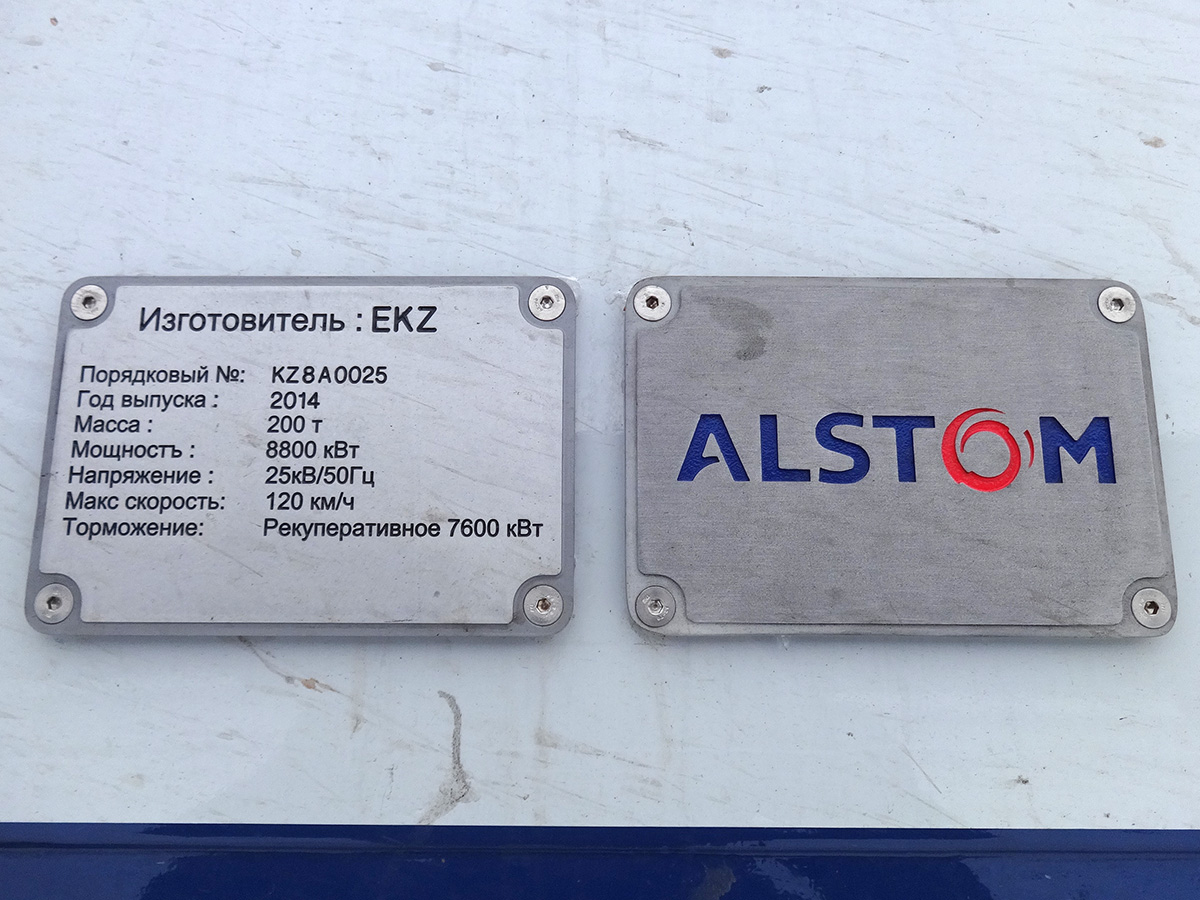 Изготовитель : EKZ
Порядковый №: KZ8A0025
Год выпуска : 2014
Масса : 200 т
Мощностъ : 8800 кВт
Напряжение : 25кВ/50Гц
Макс скорость: 120 км/ч
Торможение: Рекуперативное 7600 кВт
ALSTOM